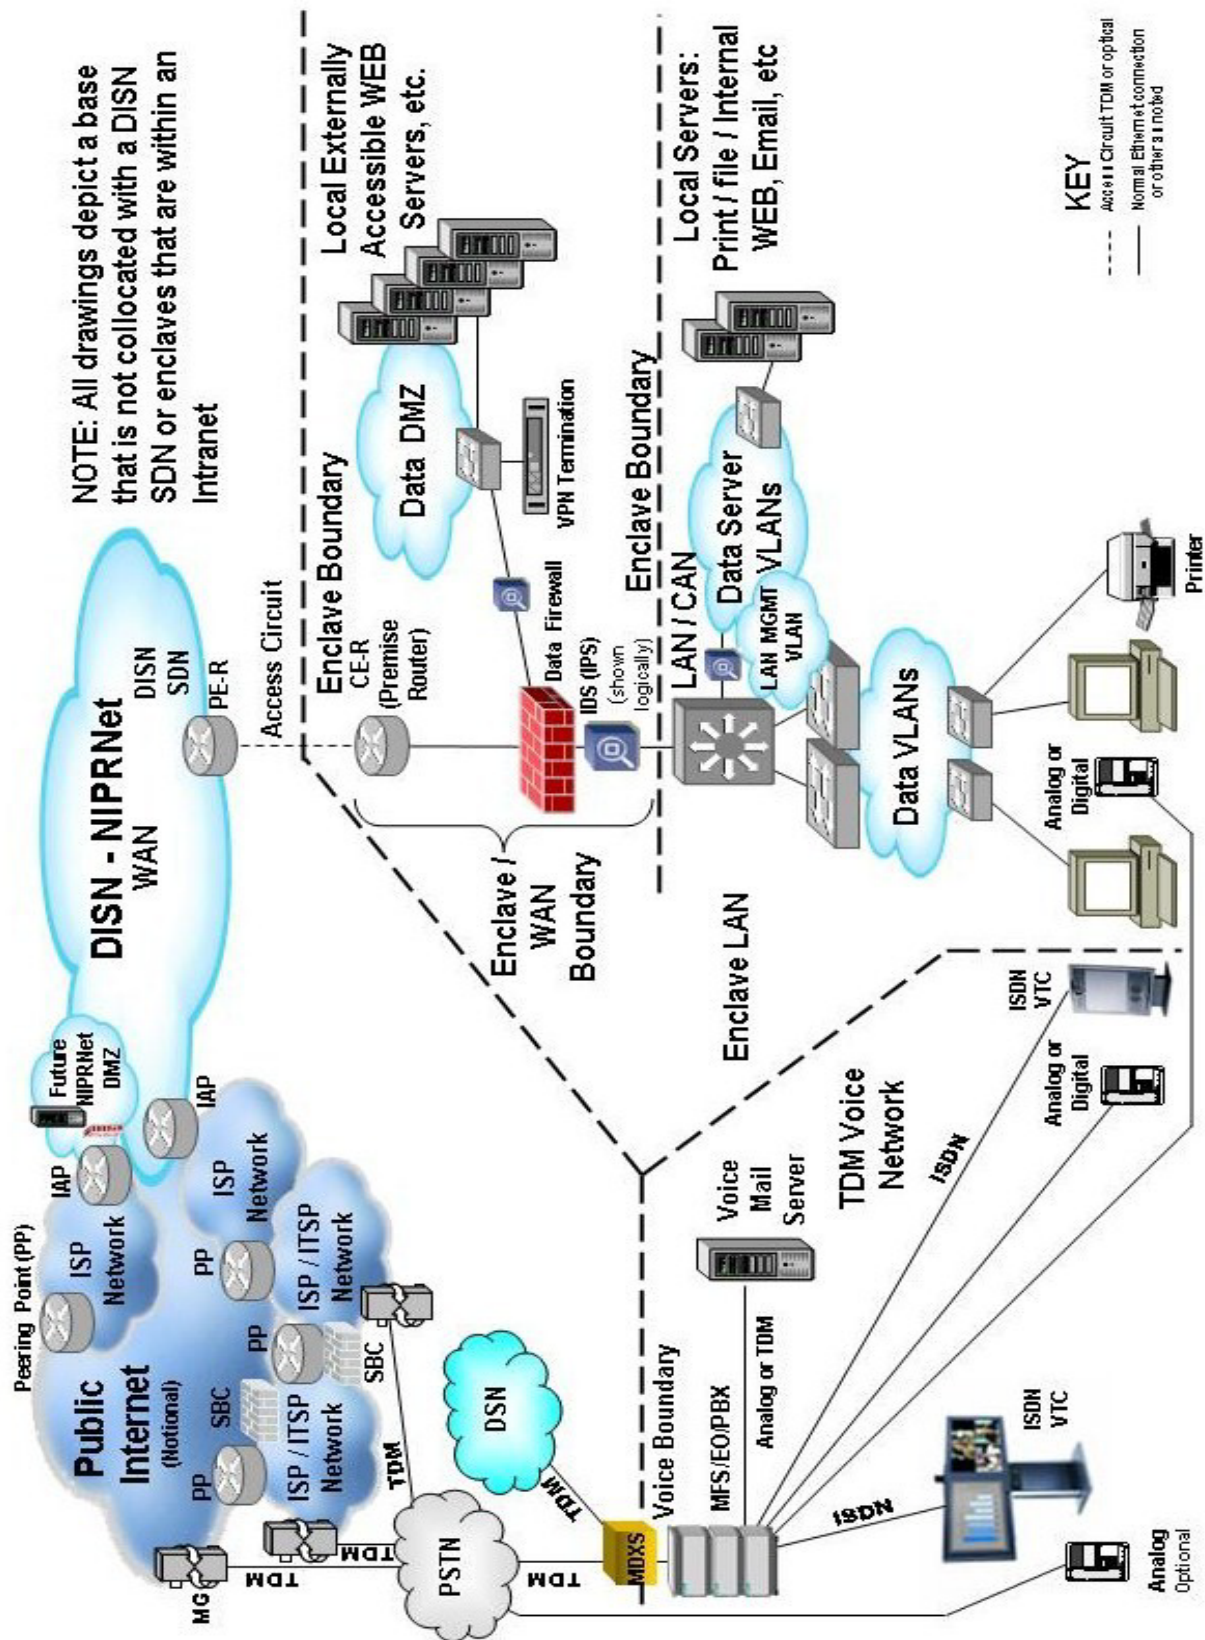 NOTE: All drawings depict a base
that is not collocated with a DISN
SDN or enclaves that are within an
Intranet
Peering Point (PP)
Public
Internet
(Notional)
ISP
Network
IAP
Future
NIPRNet
DMZ
DISN - NIPRNet
WAN
DISN
SDN
PE-R
IAP
ISP
Network
PP
ISP / ITSP
Network
PP
SBC
SBC
PP
ISP / ITSP
Network
MG
TDM
TDM
TDM
PSTN
TDM
DSN
TDM
MDXS
Access Circuit
Enclave Boundary
CE-R
(Premise
Router)
Local Externally
Accessible WEB
Servers, etc.
Data DMZ
VPN Termination
Data Firewall
IDS (IPS)
(shown
logically)
Enclave /
WAN
Boundary
Enclave Boundary
LAN / CAN
Local Servers:
Print / file / Internal
WEB, Email, etc
Data Server
VLANs
LAN MGMT
VLAN
Enclave LAN
Data VLANs
Voice Boundary
MFS/EO/PBX
Voice
Mail
Server
Analog or TDM
TDM Voice
Network
ISDN
ISDN
ISDN
VTC
Analog
Optional
Analog or
Digital
ISDN
VTC
Analog or
Digital
Printer
KEY
Access Circuit TDM or optical
Normal Ethernet connection
or other as noted